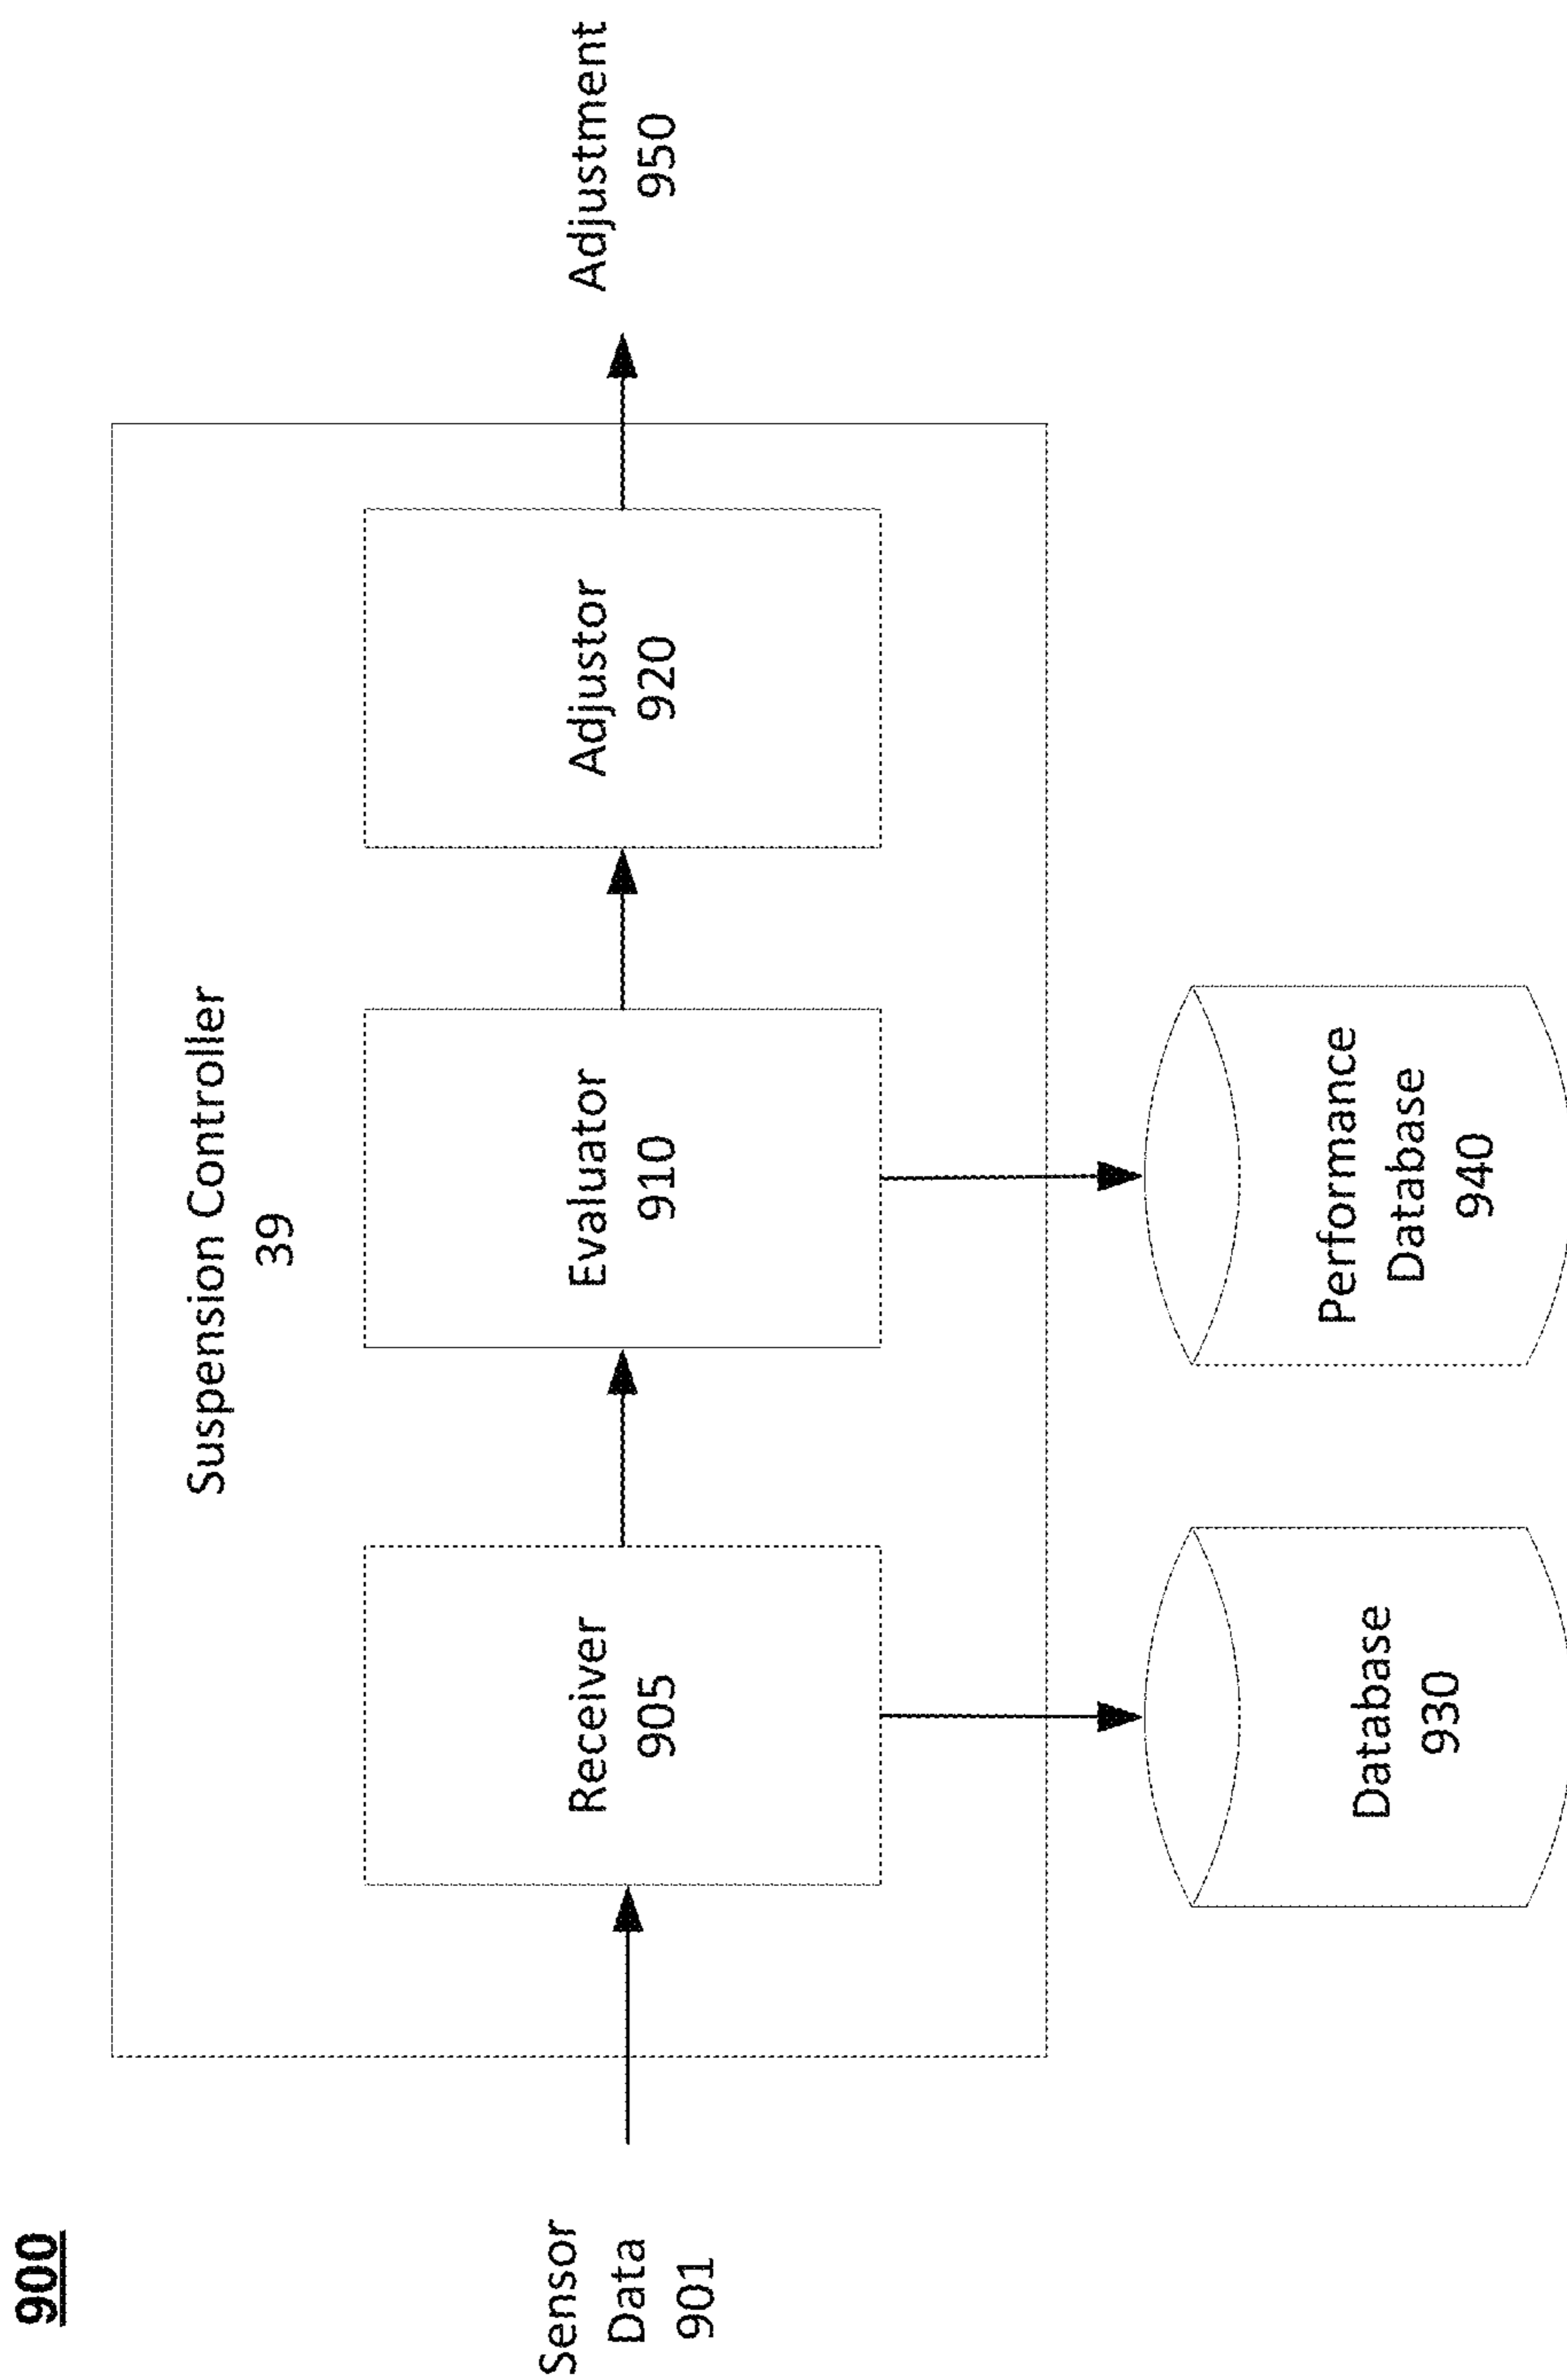 900
Suspension Controller
39
Sensor
Data
901
Receiver
905
Evaluator
910
Adjustor
920
Adjustment
950
Database
930
Performance
Database
940